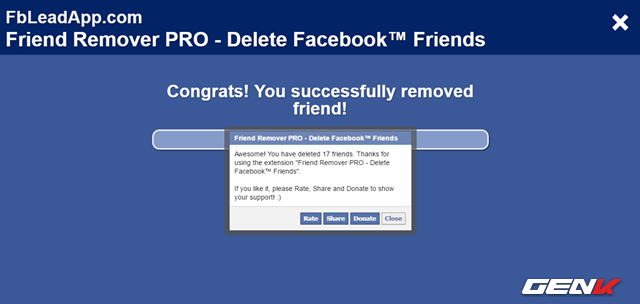 FbLeadApp.com
Friend Remover PRO - Delete Facebook™ Friends
Congrats! You successfully removed
friend!
Friend Remover PRO - Delete Facebook™ Friends
Awesome! You have deleted 17 friends. Thanks for
using the extension "Friend Remover PRO - Delete
Facebook™ Friends".
If you like it, please Rate, Share and Donate to show
your support! :)
Rate Share Donate Close
GENK